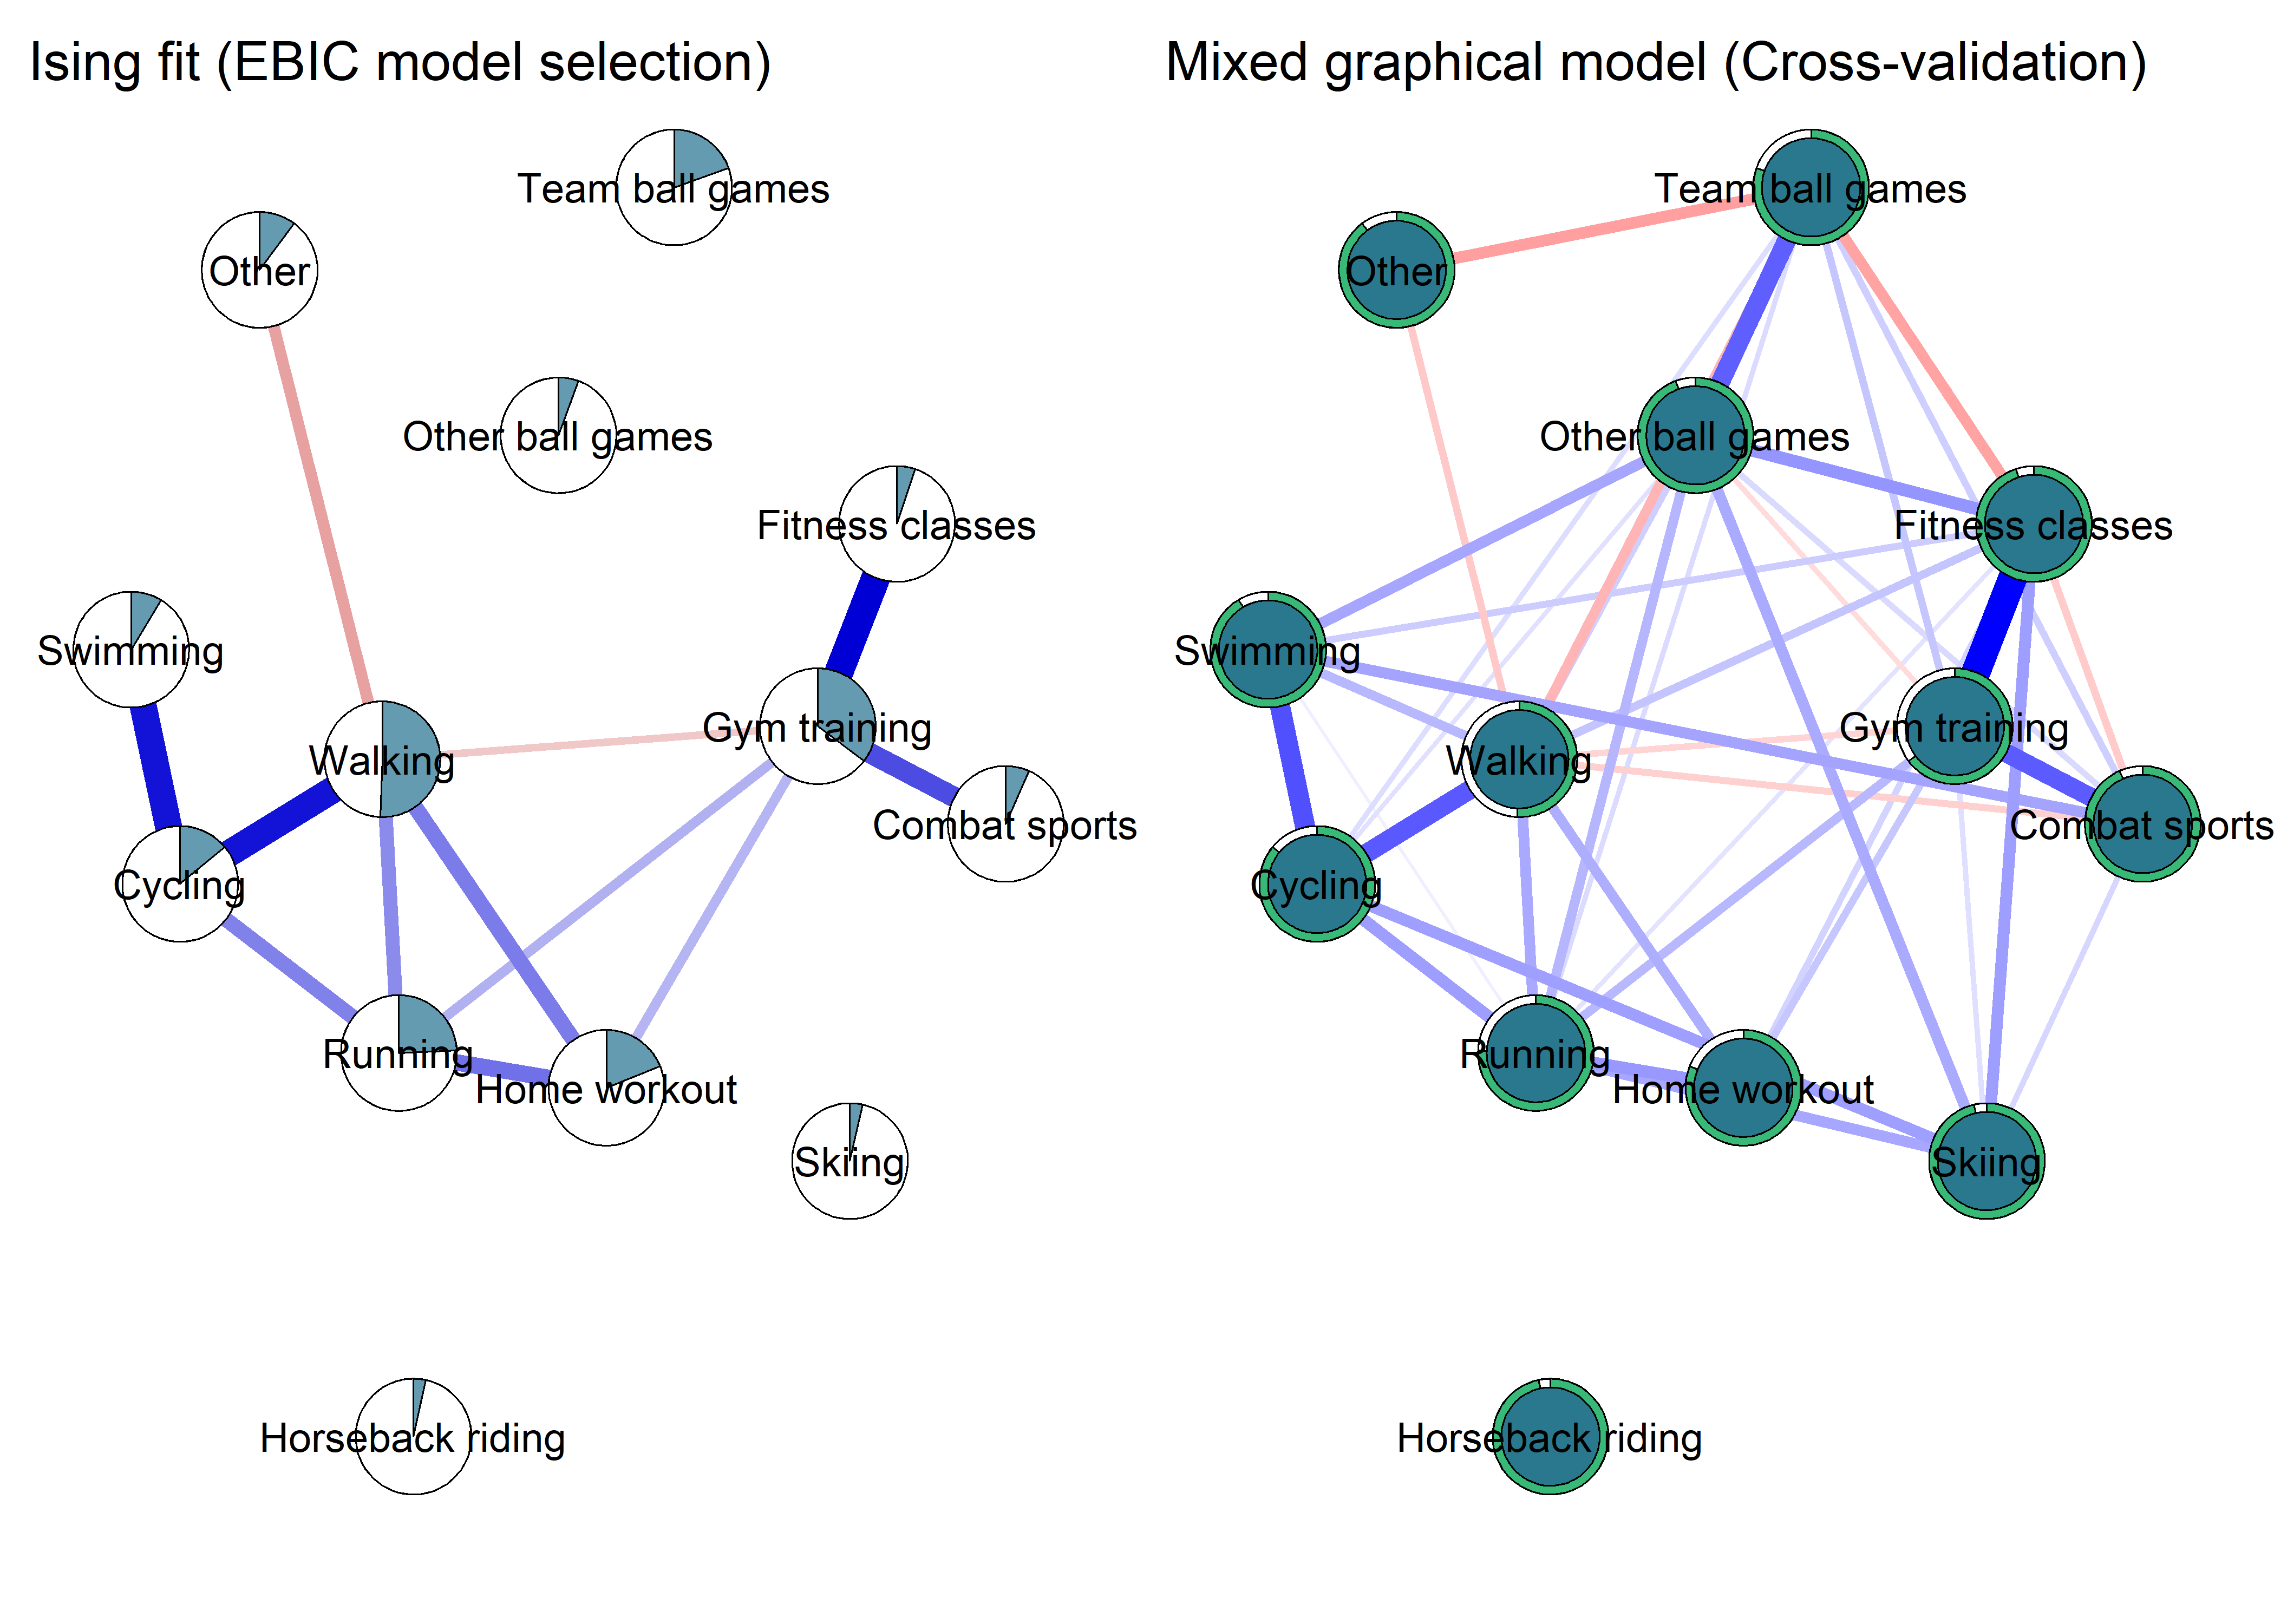 Ising fit (EBIC model selection)
Team ball games
Other
Other ball games
Fitness classes
Swimming
Gym training
Walking
Combat sports
Cycling
Running
Home workout
Skiing
Horseback riding
Mixed graphical model (Cross-validation)
Team ball games
Other
Other ball games
Fitness classes
Swimming
Gym training
Walking
Combat sports
Cycling
Running
Home workout
Skiing
Horseback riding